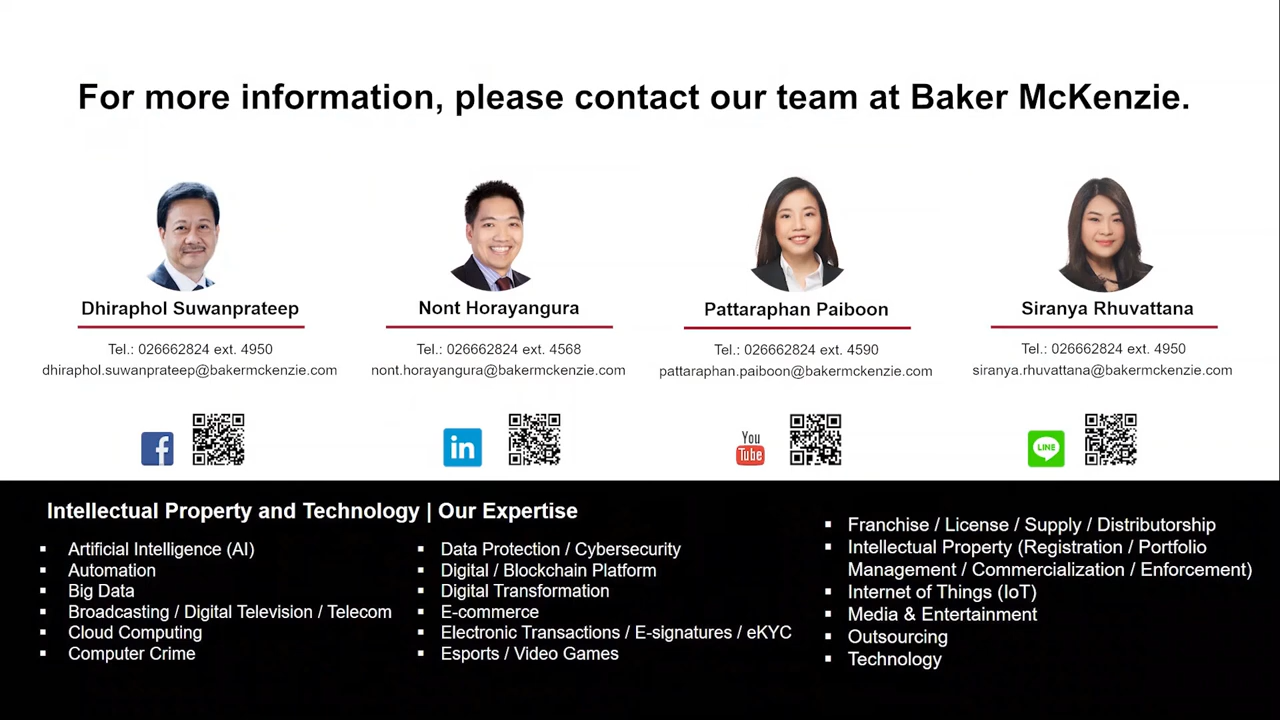 For more information, please contact our team at Baker McKenzie.
Dhiraphol Suwanprateep
Tel.: 026662824 ext. 4950
dhiraphol.suwanprateep@bakermckenzie.com
Nont Horayangura
Tel.: 026662824 ext. 4568
nont.horayangura@bakermckenzie.com
Pattaraphan Paiboon
Tel.: 026662824 ext. 4590
pattaraphan.paiboon@bakermckenzie.com
Siranya Rhuvattana
Tel.: 026662824 ext. 4950
siranya.rhuvattana@bakermckenzie.com
f
in
You
Tube
LINE
Intellectual Property and Technology | Our Expertise
▪ Artificial Intelligence (AI)
▪ Automation
▪ Big Data
▪ Broadcasting / Digital Television / Telecom
▪ Cloud Computing
▪ Computer Crime
▪ Data Protection / Cybersecurity
▪ Digital / Blockchain Platform
▪ Digital Transformation
▪ E-commerce
▪ Electronic Transactions / E-signatures / eKYC
▪ Esports / Video Games
▪ Franchise / License / Supply / Distributorship
▪ Intellectual Property (Registration / Portfolio
Management / Commercialization / Enforcement)
▪ Internet of Things (IoT)
▪ Media & Entertainment
▪ Outsourcing
▪ Technology